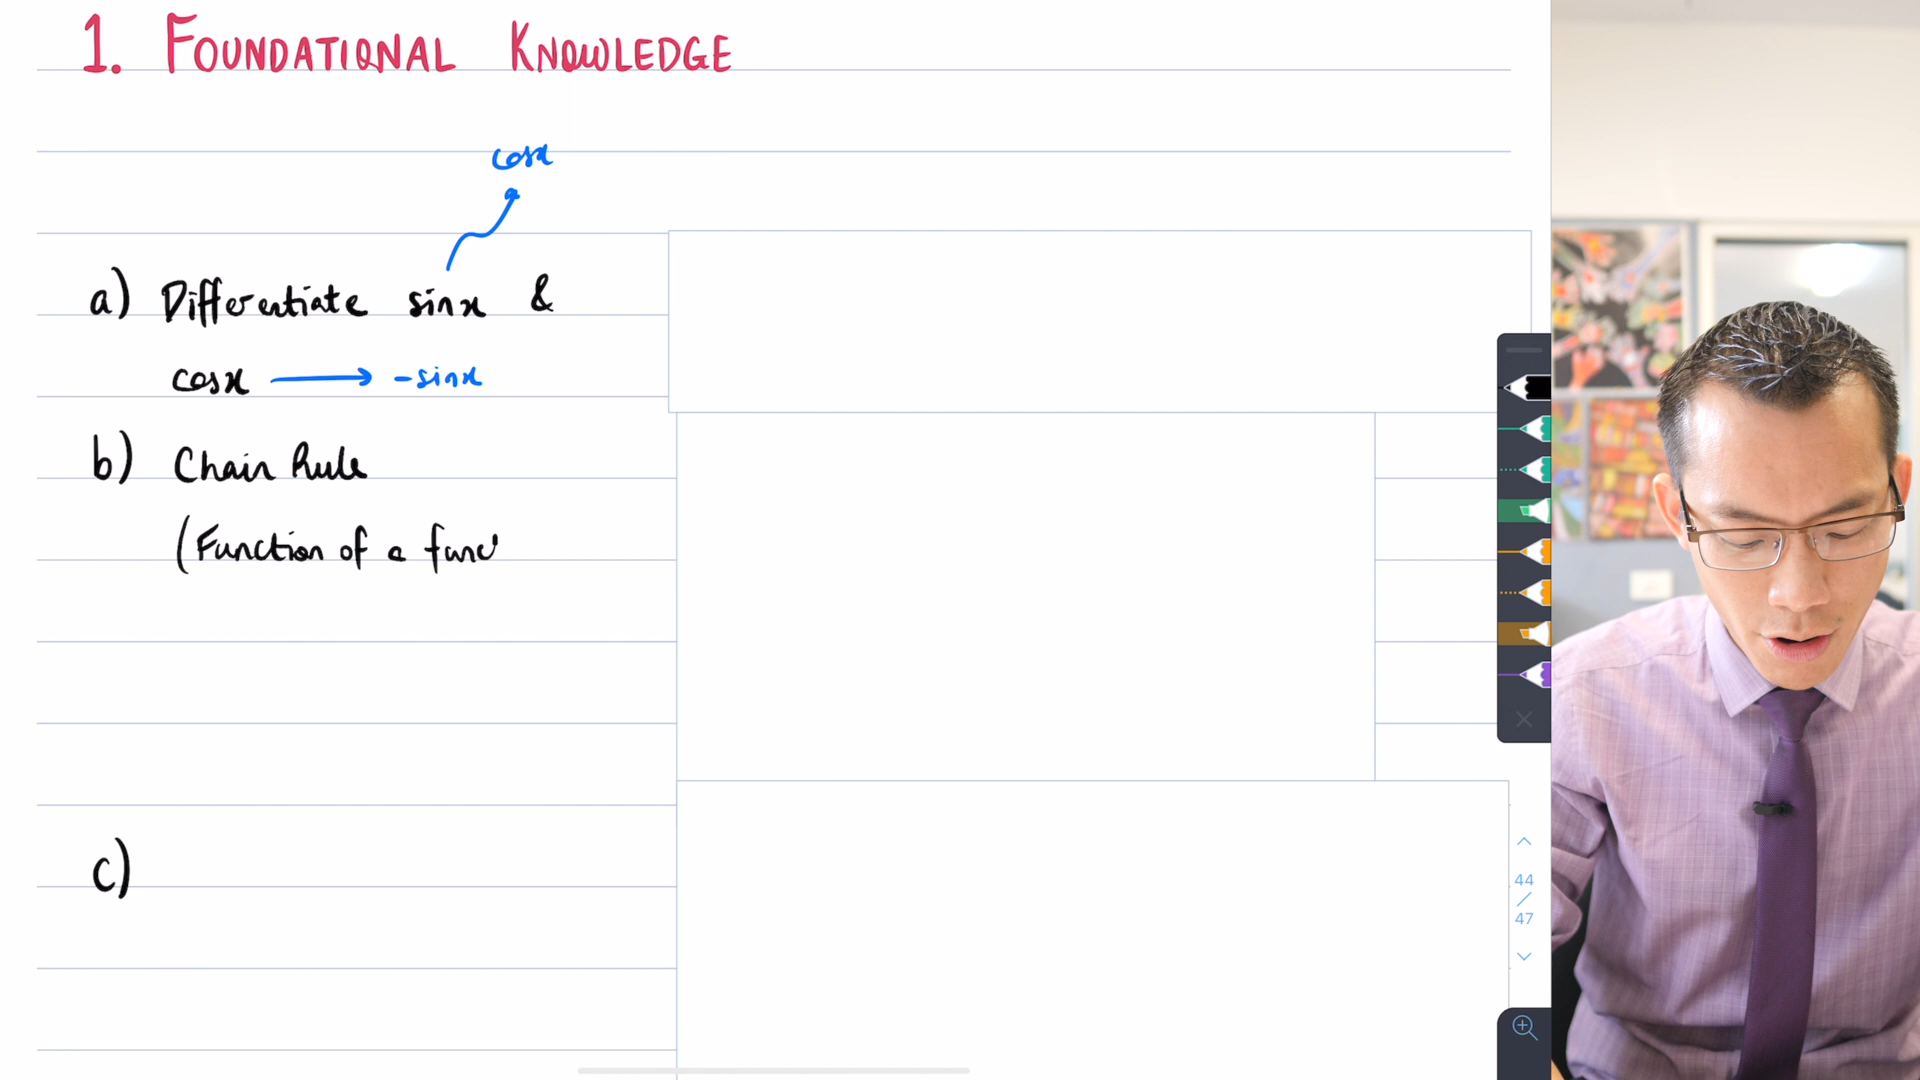 1. FOUNDATIONAL KNOWLEDGE
cosx
a) Differentiate sinx &
cosx → -sinx
b) Chain Rule
(Function of a func
c)
44
/
47